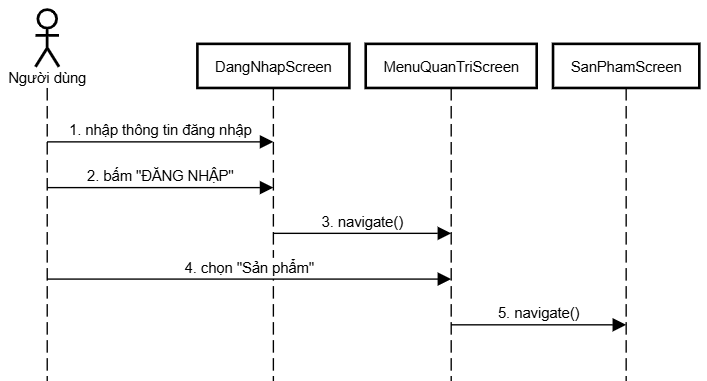 Người dùng
DangNhapScreen
MenuQuanTriScreen
SanPhamScreen
1. nhập thông tin đăng nhập
2. bấm "ĐĂNG NHẬP"
3. navigate()
4. chọn "Sản phẩm"
5. navigate()